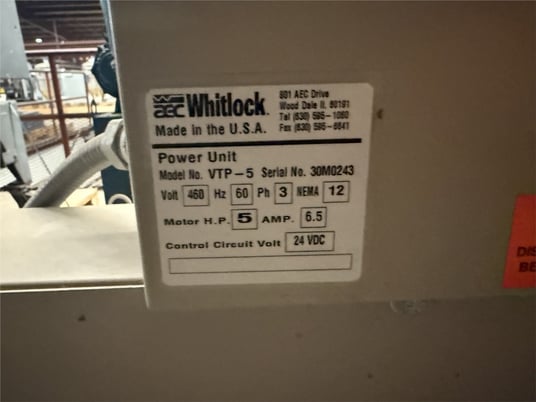 AEC Whitlock
801 AEC Drive
Wood Dale Il. 60191
Tel (630) 595-1060
Fax (630) 595-6641
Made in the U.S.A.
Power Unit
Model No. VTP-5 Serial No. 30M0243
Volt 460 Hz 60 Ph 3 NEMA 12
Motor H.P. 5 AMP. 6.5
Control Circuit Volt 24 VDC
DIS
BE